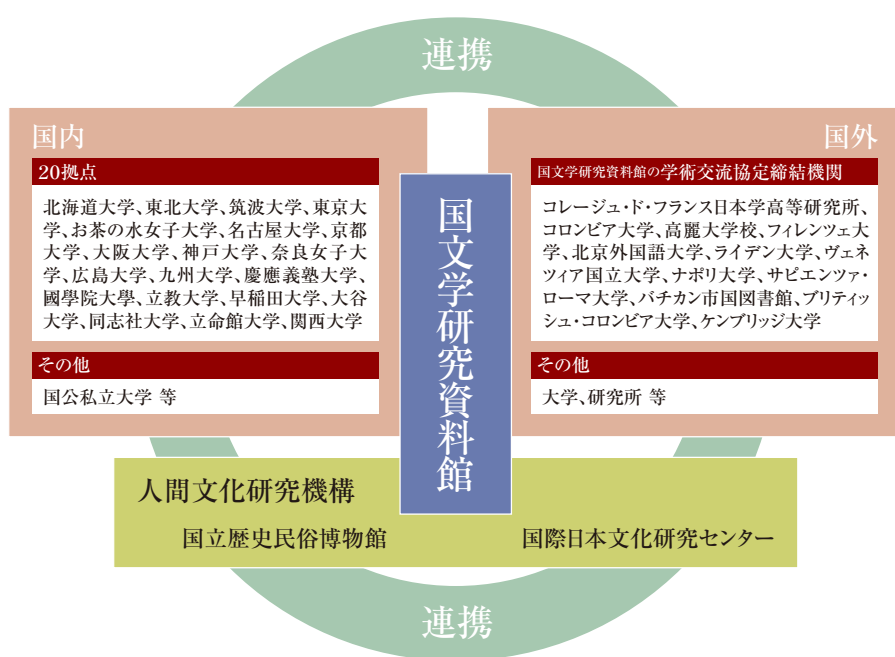 連携
国内
20拠点
北海道大学、東北大学、筑波大学、東京大
学、お茶の水女子大学、名古屋大学、京都
大学、大阪大学、神戸大学、奈良女子大
学、広島大学、九州大学、慶應義塾大学、
國學院大學、立教大学、早稲田大学、大谷
大学、同志社大学、立命館大学、関西大学
その他
国公私立大学 等
国文学研究資料館
国外
国文学研究資料館の学術交流協定締結機関
コレージュ・ド・フランス日本学高等研究所、
コロンビア大学、高麗大学校、フィレンツェ大
学、北京外国語大学、ライデン大学、ヴェネ
ツィア国立大学、ナポリ大学、サピエンツァ・
ローマ大学、バチカン市国図書館、ブリティッ
シュ・コロンビア大学、ケンブリッジ大学
その他
大学、研究所 等
人間文化研究機構
国立歴史民俗博物館
国際日本文化研究センター
連携